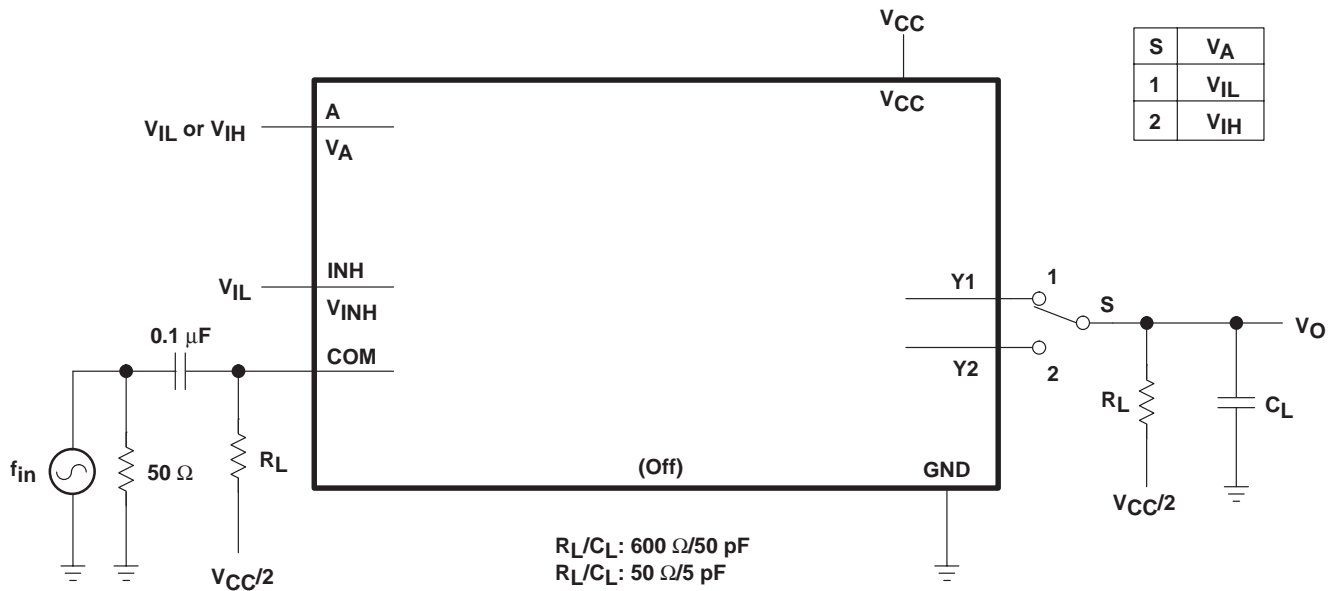 VCC
S VA
1 VIL
2 VIH
VCC
A
VIL or VIH
VA
INH
VIL
VINH
Y1
1
S
VO
0.1 μF
COM
Y2
2
RL
CL
fin
50 Ω
RL
(Off)
GND
VCC/2
VCC/2
RL/CL: 600 Ω/50 pF
RL/CL: 50 Ω/5 pF